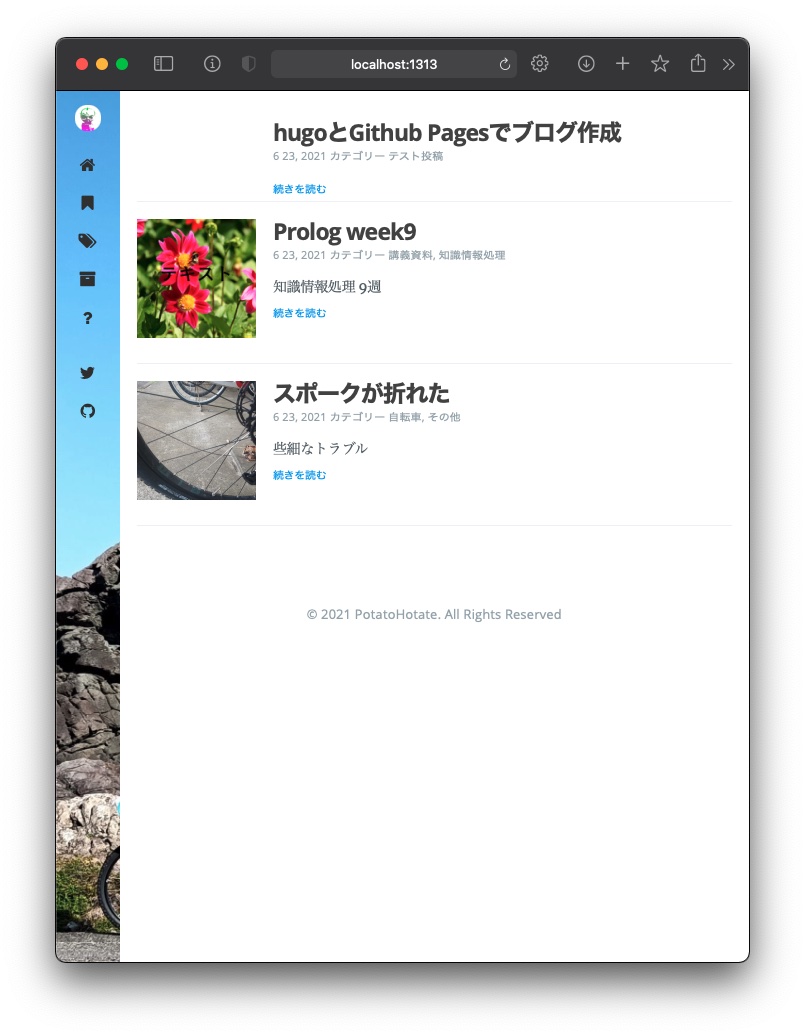 localhost:1313
hugoとGithub Pagesでブログ作成
6 23, 2021 カテゴリー テスト投稿
続きを読む
Prolog week9
6 23, 2021 カテゴリー 講義資料, 知識情報処理
テキスト
知識情報処理 9週
続きを読む
スポークが折れた
6 23, 2021 カテゴリー 自転車, その他
些細なトラブル
続きを読む
© 2021 PotatoHotate. All Rights Reserved